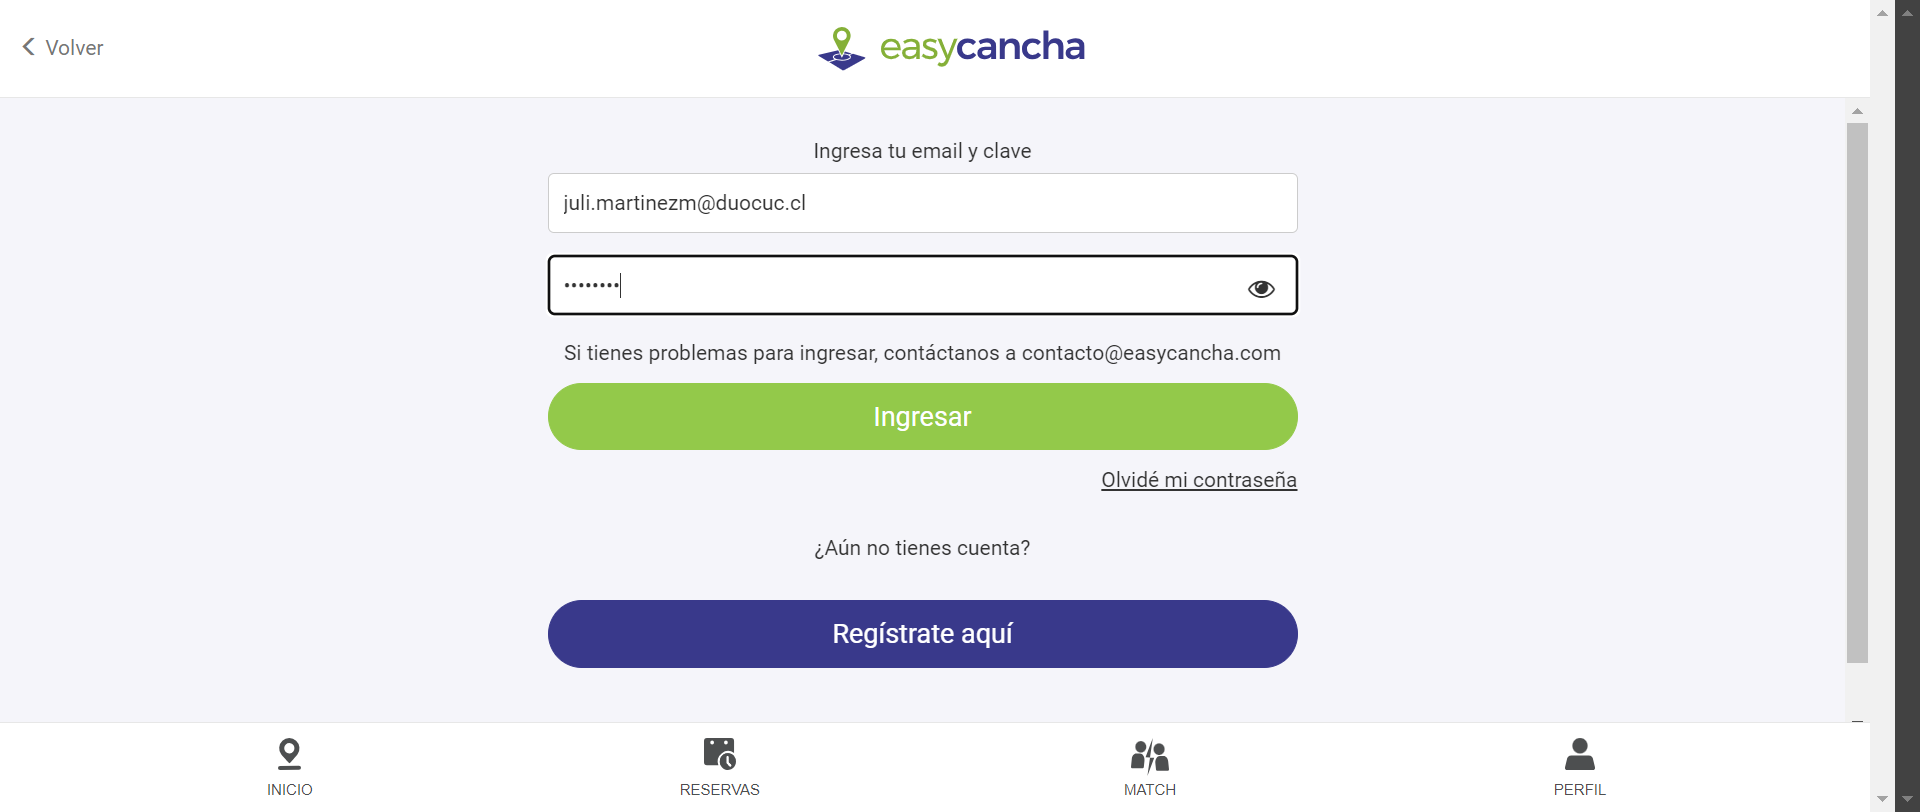 Volver
easycancha
Ingresa tu email y clave
juli.martinezm@duocuc.cl
••••••••
Si tienes problemas para ingresar, contáctanos a contacto@easycancha.com
Ingresar
Olvidé mi contraseña
¿Aún no tienes cuenta?
Regístrate aquí
INICIO
RESERVAS
MATCH
PERFIL